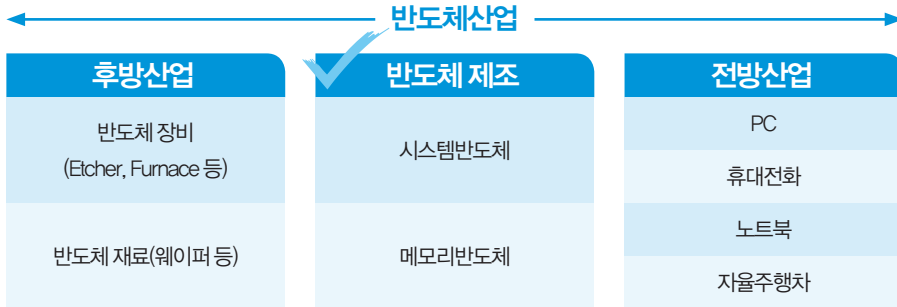 반도체산업
후방산업
반도체 장비
(Etcher, Furnace 등)
반도체 재료(웨이퍼 등)
반도체 제조
시스템반도체
메모리반도체
전방산업
PC
휴대전화
노트북
자율주행차